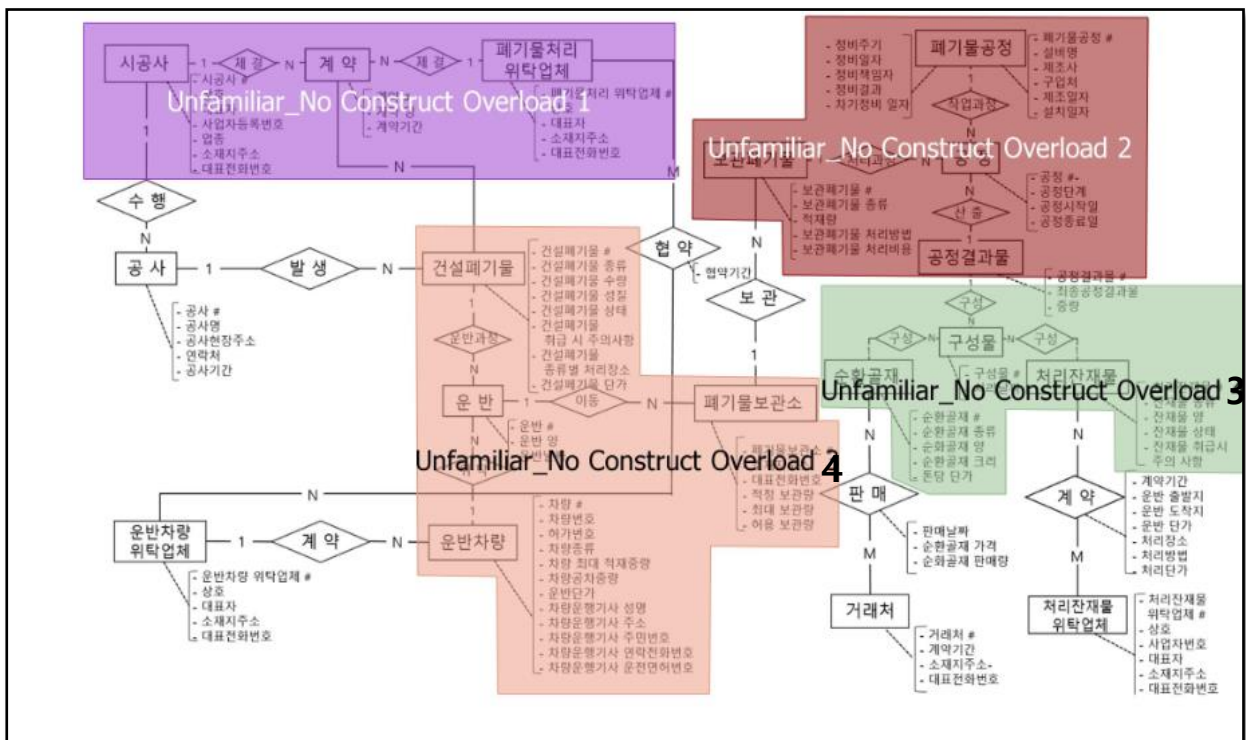 시공사
1
체결
N
계 약
N
체결
1
폐기물처리
위탁업체
- 시공사 #
- 사업자등록번호
- 업종
- 소재지주소
- 대표전화번호
- 계약기간
- 폐기물처리 위탁업체 #
- 대표자
- 소재지주소
- 대표전화번호
Unfamiliar_No Construct Overload 1
- 정비주기
- 정비일자
- 정비책임자
- 정비결과
- 차기정비 일자
폐기물공정
- 폐기물공정 #
- 설비명
- 제조사
- 구입처
- 제조일자
- 설치일자
1
작업과정
N
Unfamiliar_No Construct Overload 2
보관폐기물
- 보관폐기물 #
- 보관폐기물 종류
- 적재량
- 보관폐기물 처리방법
- 보관폐기물 처리비용
- 공정 #-
- 공정단계
- 공정시작일
- 공정종료일
N
산 출
1
공정결과물
- 공정결과물 #
- 최종공정결과물
- 중량
1
수 행
N
공 사
1
발 생
N
건설폐기물
- 공사 #
- 공사명
- 공사현장주소
- 연락처
- 공사기간
N
- 건설폐기물 #
- 건설폐기물 종류
- 건설폐기물 수량
- 건설폐기물 성질
- 건설폐기물 상태
- 건설폐기물
취급 시 주의사항
- 건설폐기물
종류별 처리장소
- 건설폐기물 단가
M
협 약
- 협약기간
N
N
보 관
1
1
운반과정
N
운 반
1
이동
N
폐기물보관소
- 운반 #
- 운반 명
N
1
- 폐기물보관소 #
- 대표전화번호
- 적정 보관량
- 최대 보관량
- 허용 보관량
Unfamiliar_No Construct Overload 4
구성
N
구성물
N
구성
N
구성
순환골재
처리잔재물
- 구성물 #
Unfamiliar_No Construct Overload 3
- 순환골재 #
- 순환골재 종류
- 순화골재 양
- 순환골재 크리
- 톤당 단가
- 잔재물 종류
- 잔재물 양
- 잔재물 상태
- 잔재물 취급시
주의 사항
N
판 매
M
- 판매날짜
- 순환골재 가격
- 순화골재 판매량
거래처
- 거래처 #
- 계약기간
- 소재지주소-
- 대표전화번호
N
계 약
M
- 계약기간
- 운반 출발지
- 운반 도착지
- 운반 단가
- 처리장소
- 처리방법
- 처리단가
처리잔재물
위탁업체
- 처리잔재물
위탁업체 #
- 상호
- 사업자번호
- 대표자
- 소재지주소
- 대표전화번호
운반차량
위탁업체
1
계 약
N
운반차량
- 운반차량 위탁업체 #
- 상호
- 대표자
- 소재지주소
- 대표전화번호
- 차량 #
- 차량번호
- 허가번호
- 차량종류
- 차량 최대 적재중량
- 차량공차중량
- 운반단가
- 차량운행기사 성명
- 차량운행기사 주소
- 차량운행기사 주민번호
- 차량운행기사 연락전화번호
- 차량운행기사 운전면허번호